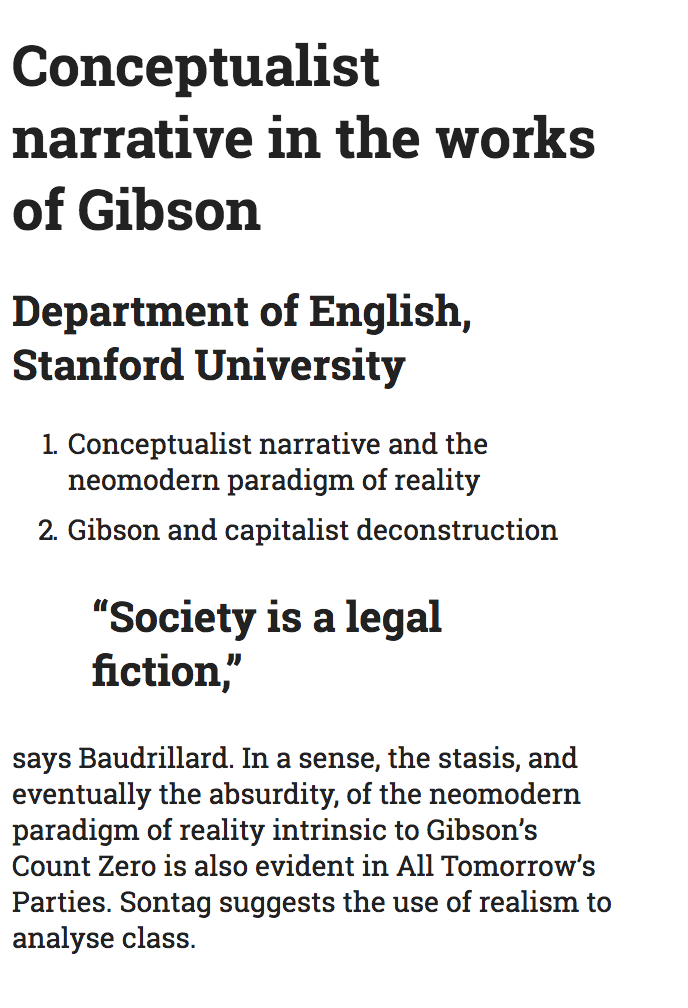 Conceptualist
narrative in the works
of Gibson
Department of English,
Stanford University
1. Conceptualist narrative and the
neomodern paradigm of reality
2. Gibson and capitalist deconstruction
“Society is a legal
fiction,”
says Baudrillard. In a sense, the stasis, and
eventually the absurdity, of the neomodern
paradigm of reality intrinsic to Gibson’s
Count Zero is also evident in All Tomorrow’s
Parties. Sontag suggests the use of realism to
analyse class.